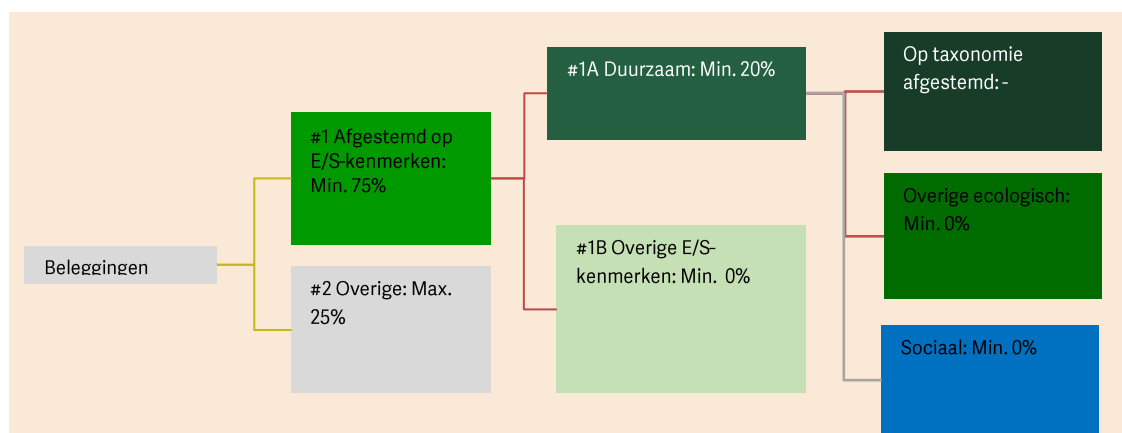 Beleggingen
#1 Afgestemd op
E/S-kenmerken:
Min. 75%
#2 Overige: Max.
25%
#1A Duurzaam: Min. 20%
#1B Overige E/S-
kenmerken: Min.  0%
Op taxonomie
afgestemd: -
Overige ecologisch:
Min. 0%
Sociaal: Min. 0%